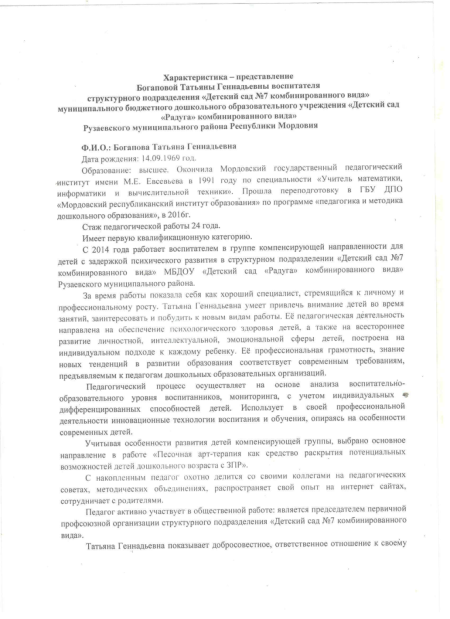 Характеристика – представление
Богаповой Татьяны Геннадьевны воспитателя
структурного подразделения «Детский сад №7 комбинированного вида»
муниципального бюджетного дошкольного образовательного учреждения «Детский сад
«Радуга» комбинированного вида»
Рузаевского муниципального района Республики Мордовия
Ф.И.О.: Богапова Татьяна Геннадьевна
Дата рождения: 14.09.1969 год.
Образование: высшее. Окончила Мордовский государственный педагогический
институт имени М.Е. Евсевьева в 1991 году по специальности «Учитель математики,
информатики и вычислительной техники». Прошла переподготовку в ГБУ ДПО
«Мордовский республиканский институт образования» по программе «педагогика и методика
дошкольного образования», в 2016г.
Стаж педагогической работы 24 года.
Имеет первую квалификационную категорию.
С 2014 года работает воспитателем в группе компенсирующей направленности для
детей с задержкой психического развития в структурном подразделении «Детский сад №7
комбинированного вида» МБДОУ «Детский сад «Радуга» комбинированного вида»
Рузаевского муниципального района.
За время работы показала себя как хороший специалист, стремящийся к личному и
профессиональному росту. Татьяна Геннадьевна умеет привлечь внимание детей во время
занятий, заинтересовать и побудить к новым видам работы. Её педагогическая деятельность
направлена на обеспечение психологического здоровья детей, а также на всестороннее
развитие личностной, интеллектуальной, эмоциональной сферы детей, построена на
индивидуальном подходе к каждому ребенку. Её профессиональная грамотность, знание
новых тенденций в развитии образования соответствует современным требованиям,
предъявляемым к педагогам дошкольных образовательных организаций.
Педагогический процесс осуществляет на основе анализа воспитательно-
образовательного уровня воспитанников, мониторинга, с учетом индивидуальных и
дифференцированных способностей детей. Использует в своей профессиональной
деятельности инновационные технологии воспитания и обучения, опираясь на особенности
современных детей.
Учитывая особенности развития детей компенсирующей группы, выбрано основное
направление в работе «Песочная арт-терапия как средство раскрытия потенциальных
возможностей детей дошкольного возраста с ЗПР».
С накопленным педагог охотно делится со своими коллегами на педагогических
советах, методических объединениях, распространяет свой опыт на интернет сайтах,
сотрудничает с родителями.
Педагог активно участвует в общественной работе: является председателем первичной
профсоюзной организации структурного подразделения «Детский сад №7 комбинированного
вида».
Татьяна Геннадьевна показывает добросовестное, ответственное отношение к своему